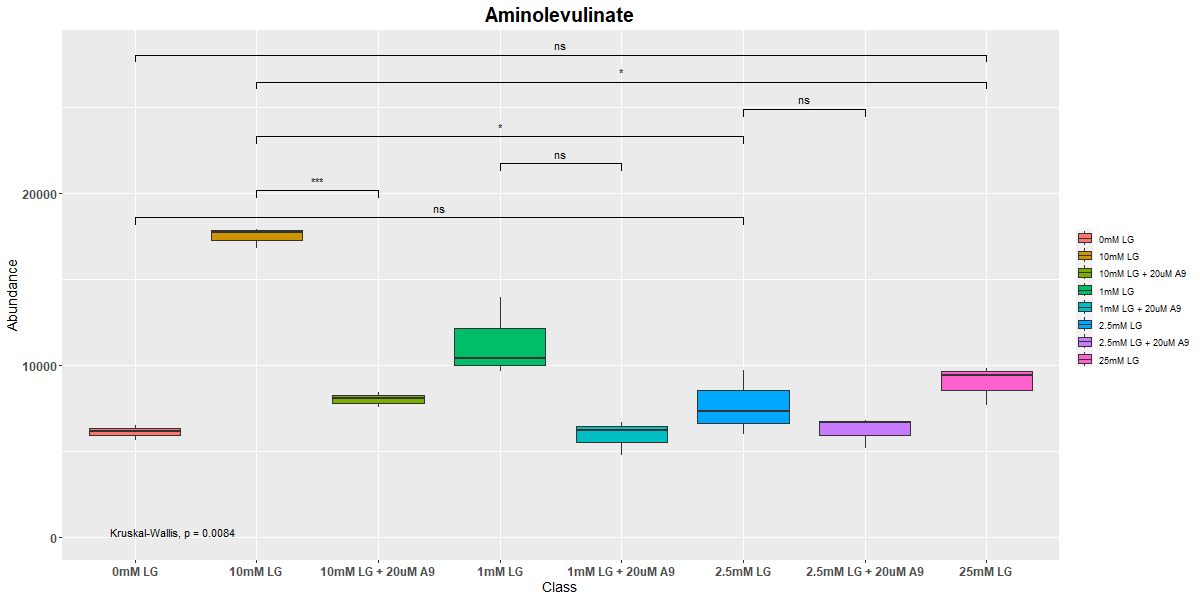 Aminolevulinate
ns
*
ns
*
ns
***
ns
Abundance
20000
10000
0
Kruskal-Wallis, p = 0.0084
0mM LG
10mM LG
10mM LG + 20uM A9
1mM LG
1mM LG + 20uM A9
2.5mM LG
2.5mM LG + 20uM A9
25mM LG
Class
0mM LG
10mM LG
10mM LG + 20uM A9
1mM LG
1mM LG + 20uM A9
2.5mM LG
2.5mM LG + 20uM A9
25mM LG